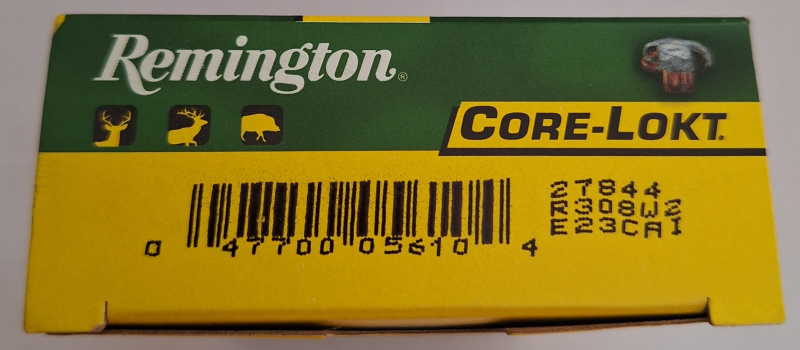 Remington®
CORE-LOKT
27844
R308W2
E23CA1
0 47700 05610 4